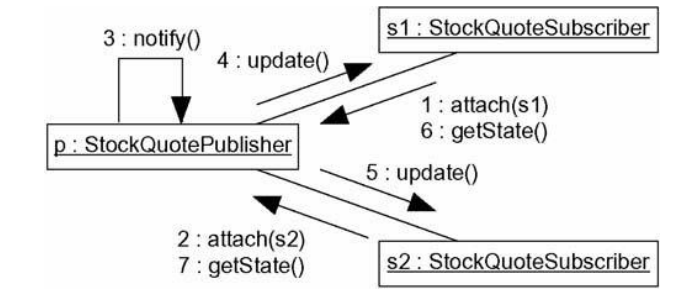 s1 : StockQuoteSubscriber
3 : notify()
4 : update()
1 : attach(s1)
6 : getState()
p : StockQuotePublisher
5 : update()
2 : attach(s2)
7 : getState()
s2 : StockQuoteSubscriber